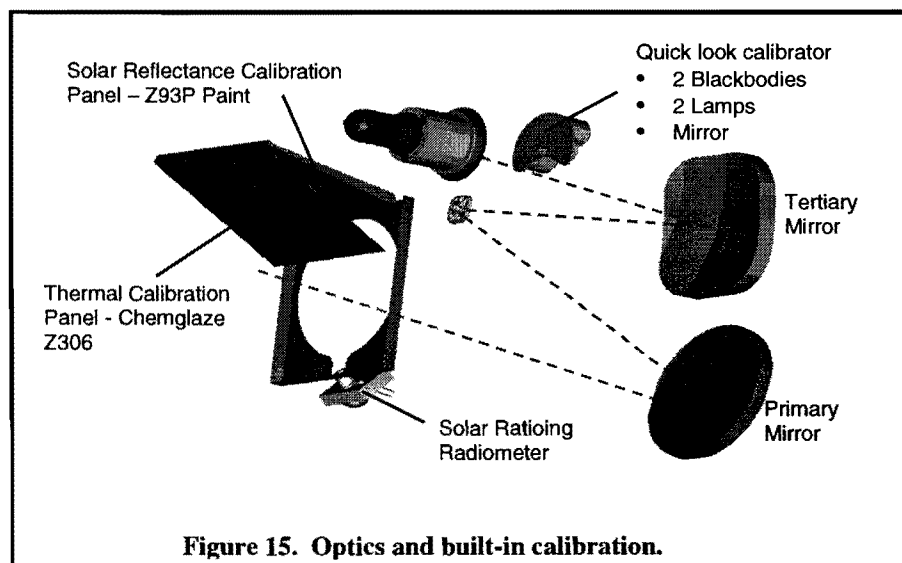 Solar Reflectance Calibration
Panel – Z93P Paint
Quick look calibrator
• 2 Blackbodies
• 2 Lamps
• Mirror
Tertiary
Mirror
Thermal Calibration
Panel - Chemglaze
Z306
Solar Ratioing
Radiometer
Primary
Mirror
Figure 15. Optics and built-in calibration.